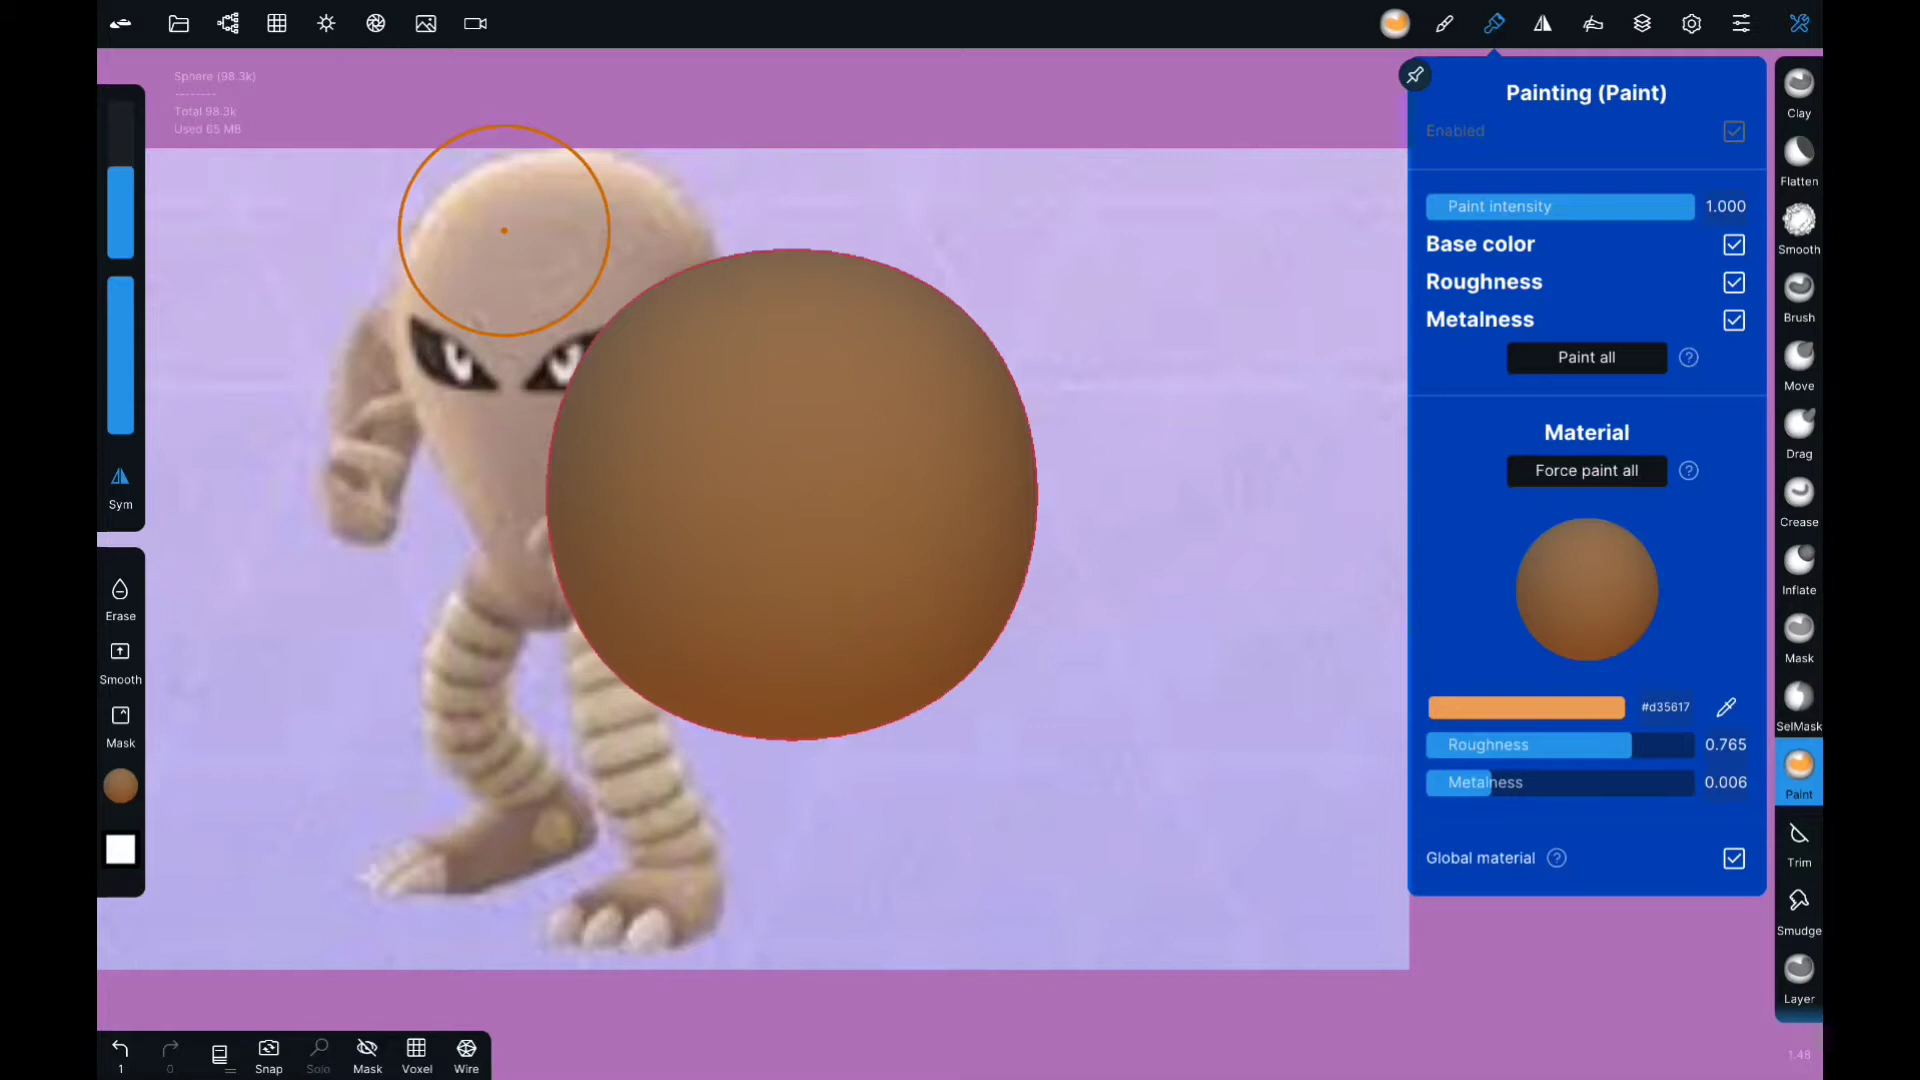 Sphere (98.3k)
--------
Total 98.3k
Used 65 MB
Sym
Erase
Smooth
Mask
1
0
Snap
Solo
Mask
Voxel
Wire
Painting (Paint)
Enabled
Paint intensity 1.000
Base color
Roughness
Metalness
Paint all ?
Material
Force paint all ?
#d35617
Roughness 0.765
Metalness 0.006
Global material ?
Clay
Flatten
Smooth
Brush
Move
Drag
Crease
Inflate
Mask
SelMask
Paint
Trim
Smudge
Layer
1.48